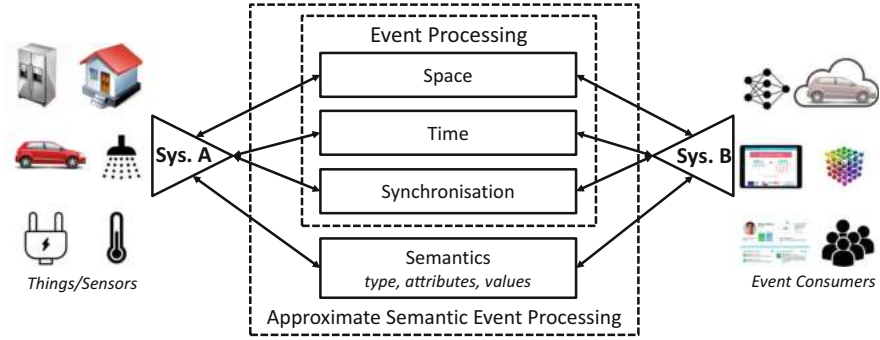 Event Processing
Space
Time
Synchronisation
Sys. A
Sys. B
Semantics
type, attributes, values
Things/Sensors
Event Consumers
Approximate Semantic Event Processing